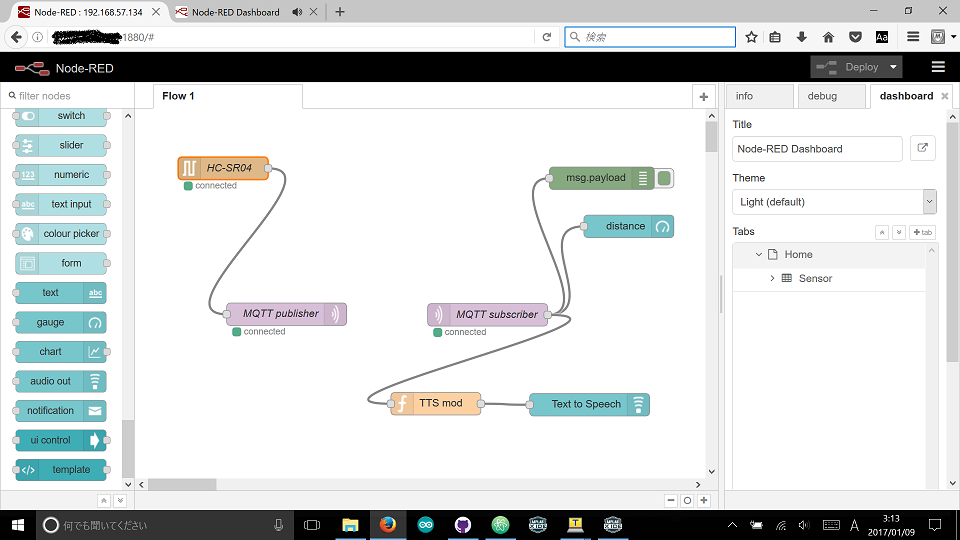 Node-RED : 192.168.57.134
Node-RED Dashboard
1880/#
検索
Node-RED
Deploy
filter nodes
Flow 1
info
debug
dashboard
switch
slider
numeric
text input
colour picker
form
text
gauge
chart
audio out
notification
ui control
template
123
abc
abc
HC-SR04
connected
MQTT publisher
connected
msg.payload
distance
MQTT subscriber
connected
TTS mod
Text to Speech
Title
Node-RED Dashboard
Theme
Light (default)
Tabs
tab
Home
Sensor
何でも聞いてください
A
3:13
2017/01/09